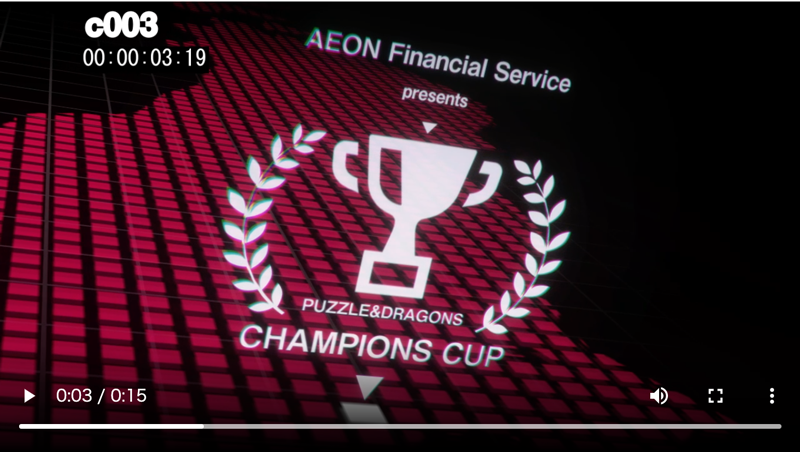 c003
00:00:03:19
AEON Financial Service
presents
PUZZLE&DRAGONS
CHAMPIONS CUP
0:03 / 0:15